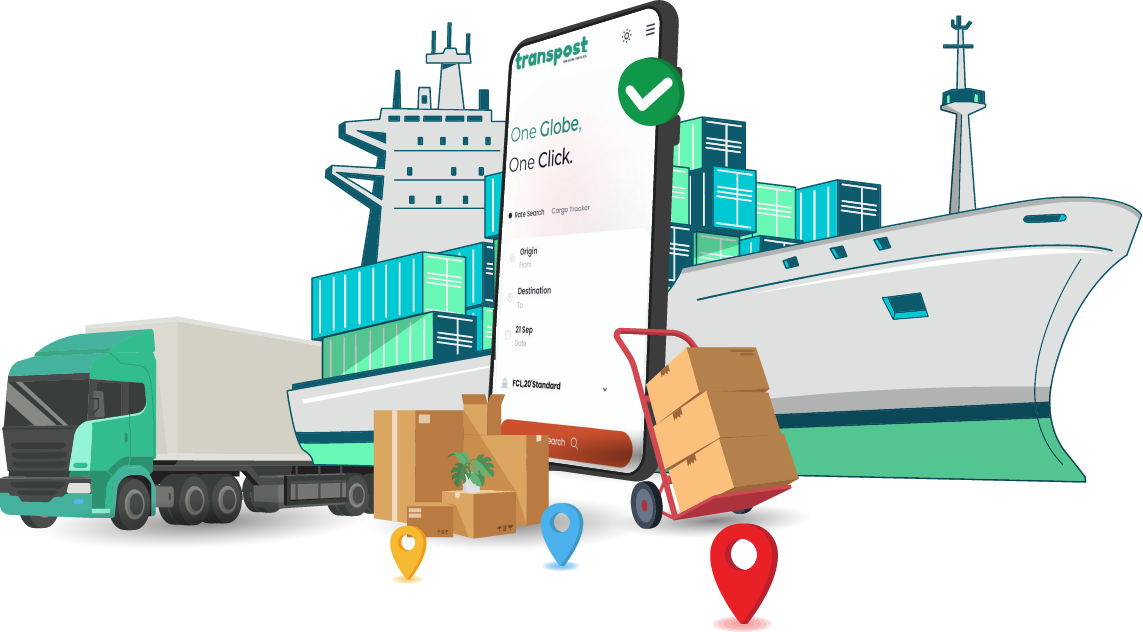 transpost
One Globe,
One Click.
Rate Search Cargo Tracker
Origin
From
Destination
To
21 Sep
Date
FCL,20'Standard
earch